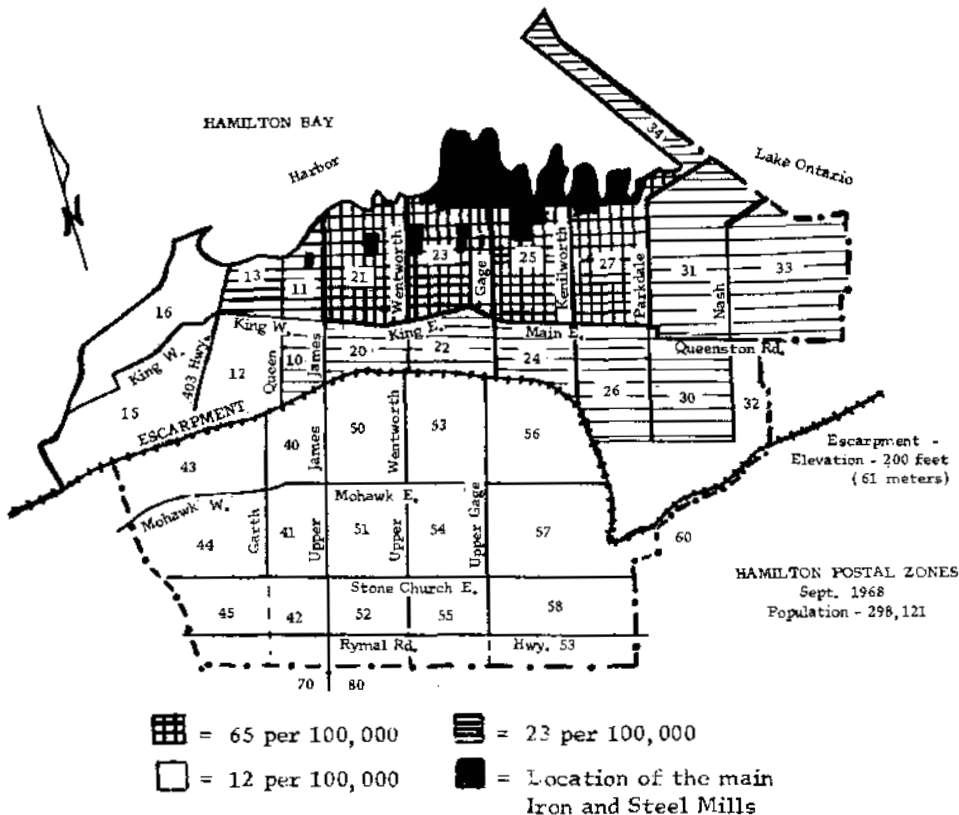 HAMILTON BAY
Harbor
Lake Ontario
34
16
13
11
21
Wentworth
23
Gage
25
Kenilworth
27
Parkdale
31
Nash
33
King W.
King W.
403 Hwy.
12
Queen
10
James
20
King E.
22
Main E.
24
Queenston Rd.
26
30
32
15
ESCARPMENT
43
40
James
50
Wentworth
53
56
Escarpment -
Elevation - 200 feet
(61 meters)
Mohawk W.
Mohawk E.
44
Garth
41
Upper
51
Upper
54
Upper Gage
57
60
HAMILTON POSTAL ZONES
Sept. 1968
Population - 298,121
Stone Church E.
45
42
52
55
58
Rymal Rd.
Hwy. 53
70
80
= 65 per 100,000
= 23 per 100,000
= 12 per 100,000
= Location of the main
Iron and Steel Mills